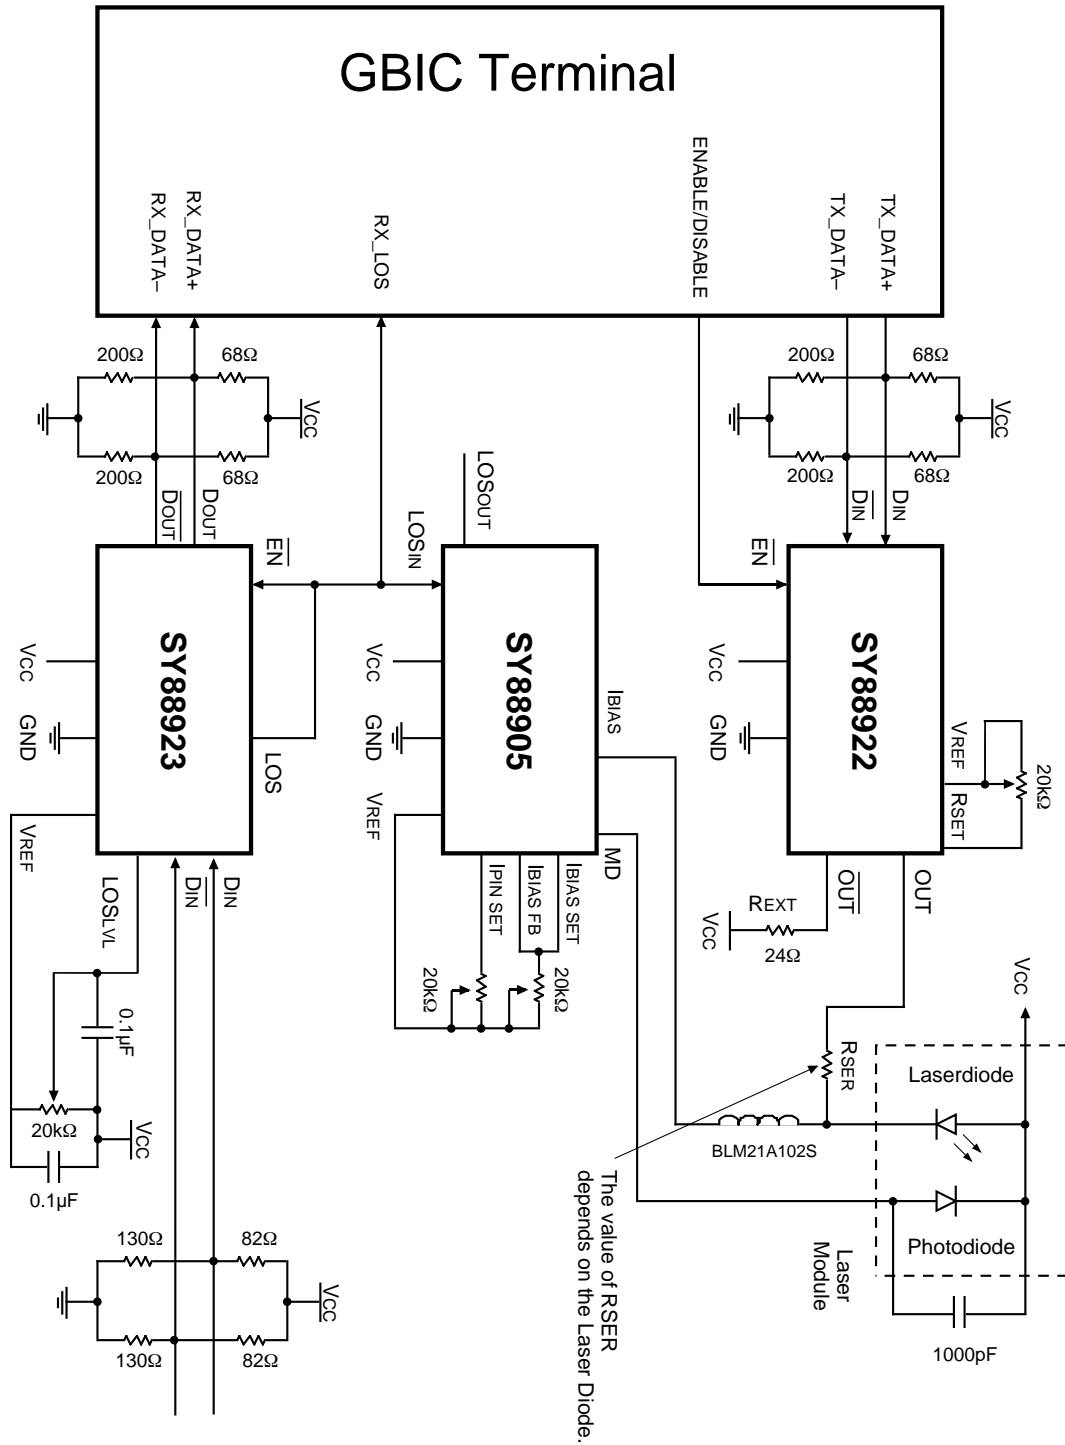 GBIC Terminal
RX_DATA–
RX_DATA+
RX_LOS
ENABLE/DISABLE
TX_DATA–
TX_DATA+
200Ω
68Ω
200Ω
68Ω
VCC
VCC
200Ω
68Ω
200Ω
68Ω
DOUT
DOUT
EN
LOSIN
LOSOUT
EN
DIN
DIN
SY88923
SY88905
SY88922
VCC
GND
LOS
VCC
GND
IBIAS
VCC
GND
VREF
RSET
20kΩ
VREF
LOSLVL
DIN
DIN
VREF
IPIN SET
IBIAS FB
IBIAS SET
MD
20kΩ
20kΩ
REXT
VCC
24Ω
OUT
OUT
VCC
0.1µF
20kΩ
VCC
0.1µF
RSER
Laserdiode
BLM21A102S
The value of RSER
depends on the Laser Diode.
Photodiode
Laser
Module
1000pF
130Ω
82Ω
VCC
130Ω
82Ω